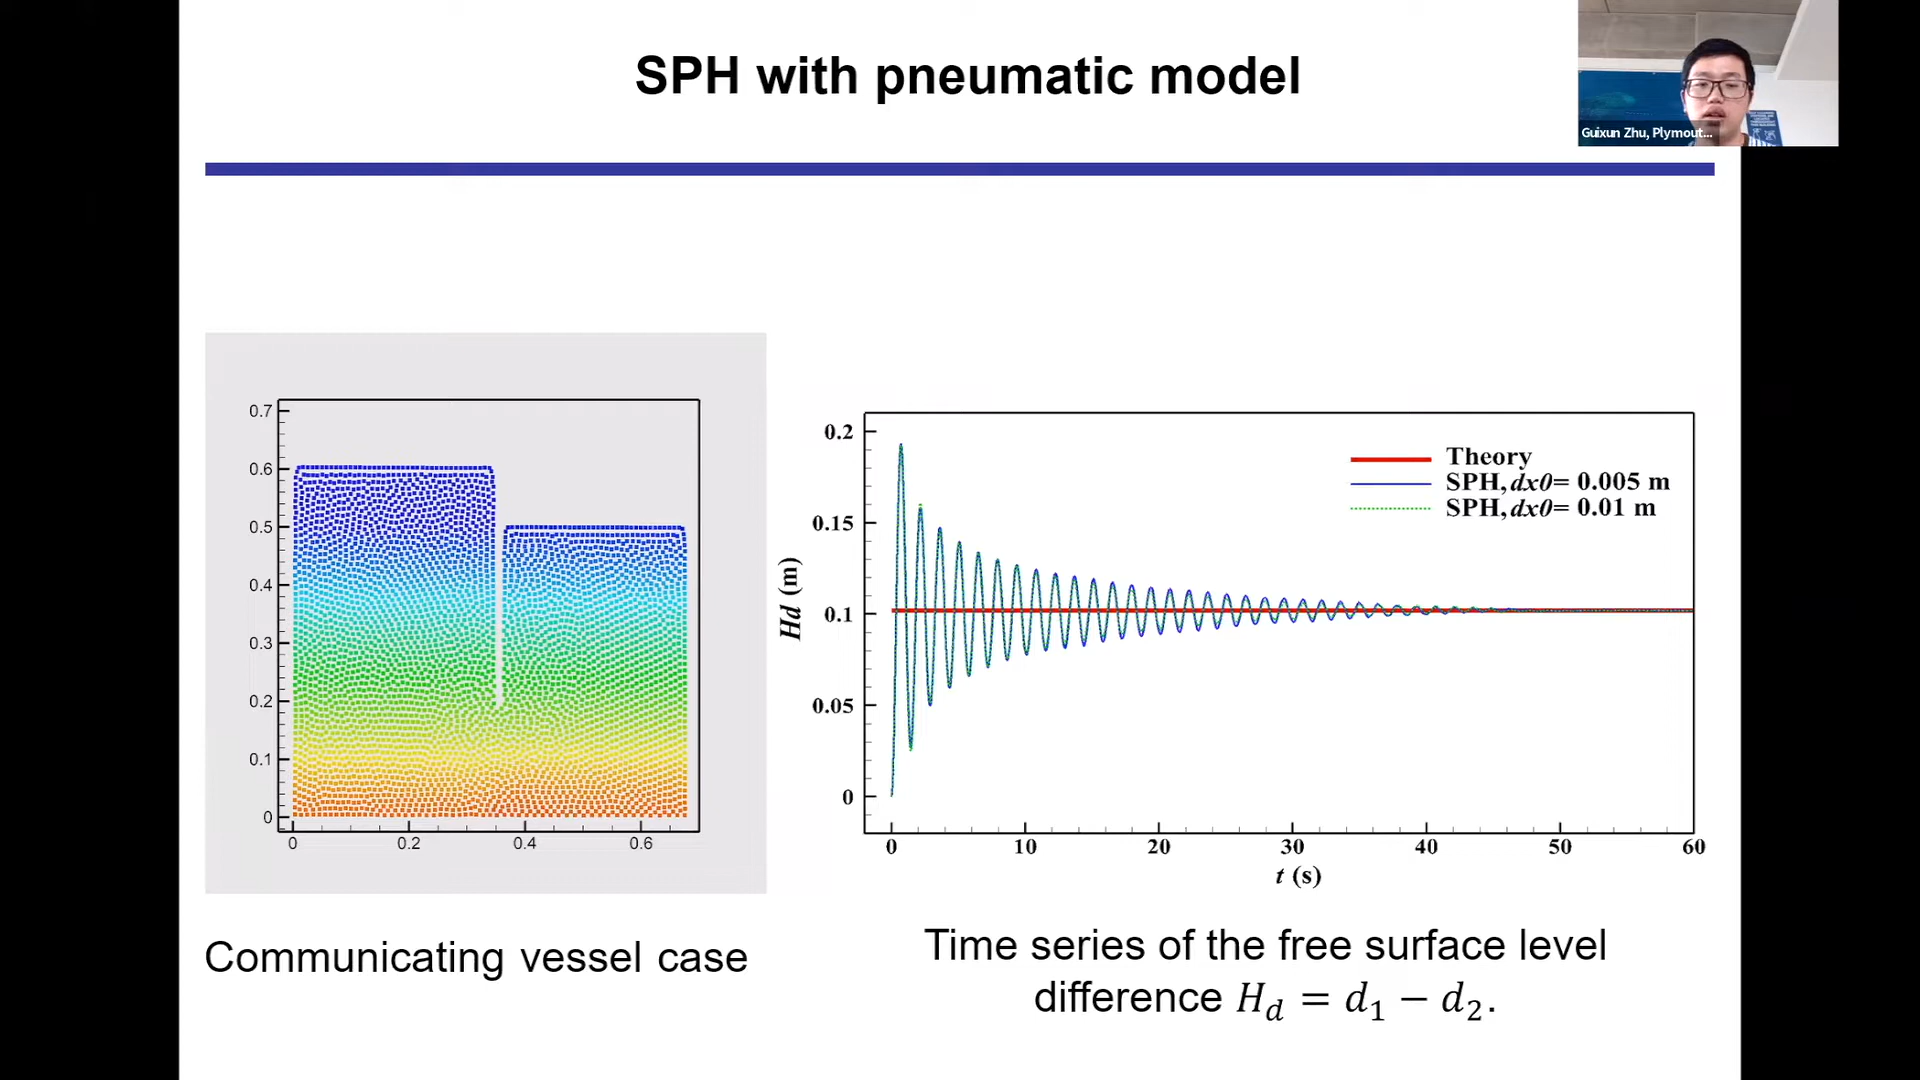 SPH with pneumatic model
Guixun Zhu, Plymout...
0.7
0.6
0.5
0.4
0.3
0.2
0.1
0
0
0.2
0.4
0.6
Communicating vessel case
0.2
0.15
0.1
0.05
0
Hd (m)
Theory
SPH, dx0= 0.005 m
SPH, dx0= 0.01 m
0
10
20
30
40
50
60
t (s)
Time series of the free surface level
difference H_d = d_1 − d_2.